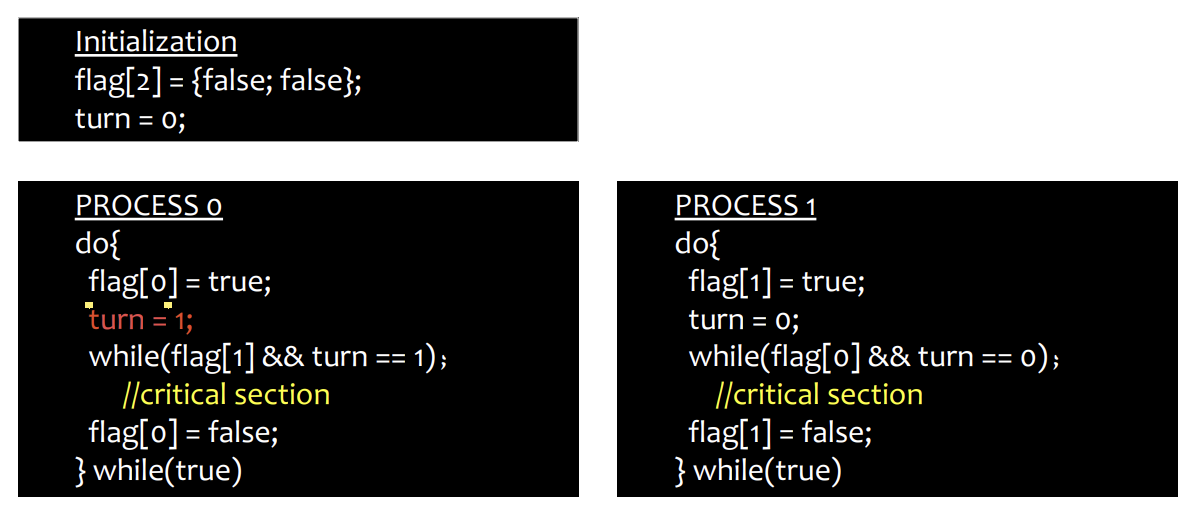 Initialization
flag[2] = {false; false};
turn = 0;
PROCESS 0
do{
flag[0] = true;
turn = 1;
while(flag[1] && turn == 1);
//critical section
flag[0] = false;
} while(true)
PROCESS 1
do{
flag[1] = true;
turn = 0;
while(flag[0] && turn == 0);
//critical section
flag[1] = false;
} while(true)